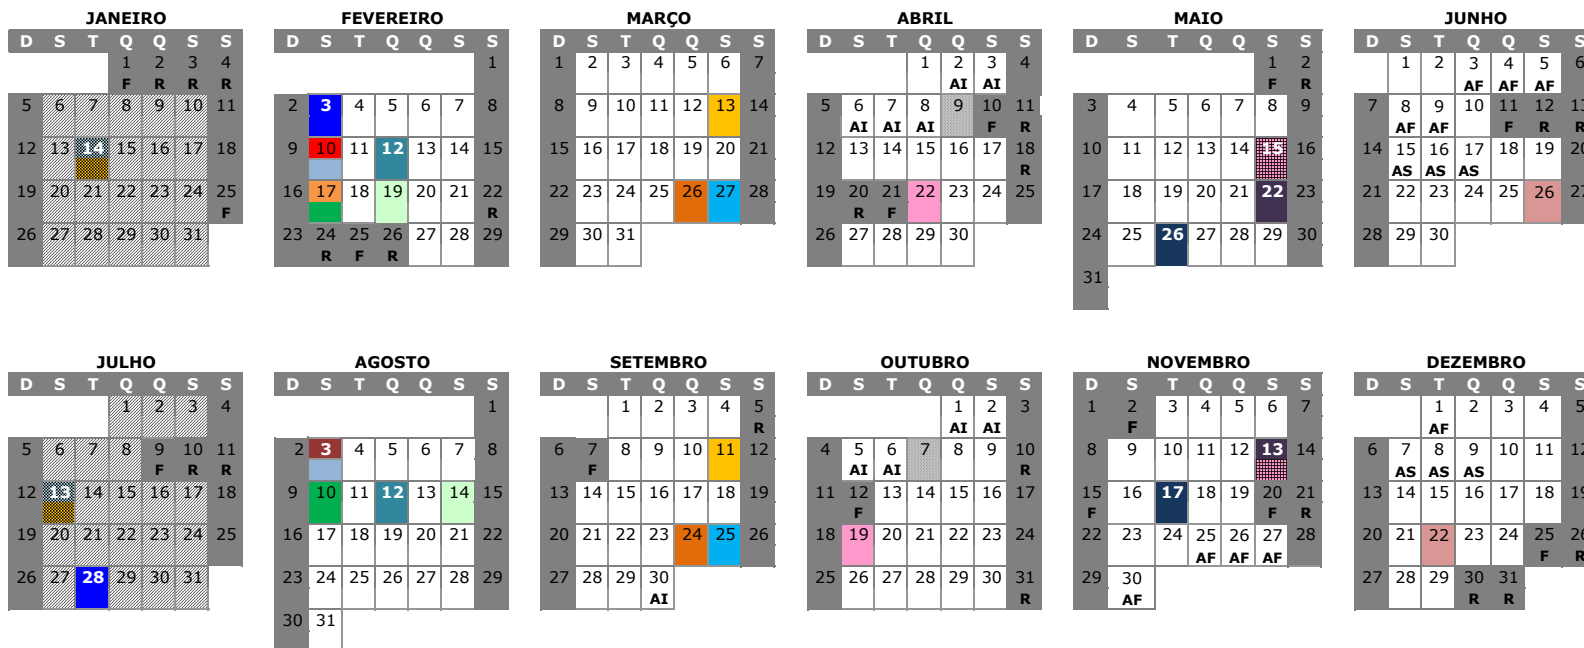 JANEIRO FEVEREIRO MARÇO ABRIL MAIO JUNHO
D S T Q Q S S D S T Q Q S S D S T Q Q S S D S T Q Q S S D S T Q Q S S D S T Q Q S S
1 2 3 4 1 1 2 3 4 5 6 7 1 2 3 4 1 2 1 2 3 4 5 6
F R R R AI AI F R AF AF AF
5 6 7 8 9 10 11 2 3 4 5 6 7 8 8 9 10 11 12 13 14 5 6 7 8 9 10 11 3 4 5 6 7 8 9 7 8 9 10 11 12 13
AI AI AI F R AF AF F R R
12 13 14 15 16 17 18 9 10 11 12 13 14 15 15 16 17 18 19 20 21 12 13 14 15 16 17 18 10 11 12 13 14 15 16 14 15 16 17 18 19 20
R AS AS AS
19 20 21 22 23 24 25 16 17 18 19 20 21 22 22 23 24 25 26 27 28 19 20 21 22 23 24 25 17 18 19 20 21 22 23 21 22 23 24 25 26 27
F R R F
26 27 28 29 30 31 23 24 25 26 27 28 29 29 30 31 26 27 28 29 30 24 25 26 27 28 29 30 28 29 30
R F R
31
JULHO AGOSTO SETEMBRO OUTUBRO NOVEMBRO DEZEMBRO
D S T Q Q S S D S T Q Q S S D S T Q Q S S D S T Q Q S S D S T Q Q S S D S T Q Q S S
1 2 3 4 1 1 2 3 4 5 1 2 3 1 2 3 4 5 6 7 1 2 3 4 5
R AI AI F AF
5 6 7 8 9 10 11 2 3 4 5 6 7 8 6 7 8 9 10 11 12 4 5 6 7 8 9 10 8 9 10 11 12 13 14 6 7 8 9 10 11 12
F R R F AI AI R AS AS AS
12 13 14 15 16 17 18 9 10 11 12 13 14 15 13 14 15 16 17 18 19 11 12 13 14 15 16 17 15 16 17 18 19 20 21 13 14 15 16 17 18 19
F F F R
19 20 21 22 23 24 25 16 17 18 19 20 21 22 20 21 22 23 24 25 26 18 19 20 21 22 23 24 22 23 24 25 26 27 28 20 21 22 23 24 25 26
AF AF AF F R
26 27 28 29 30 31 23 24 25 26 27 28 29 27 28 29 30 25 26 27 28 29 30 31 29 30 27 28 29 30 31
AI R AF R R
30 31